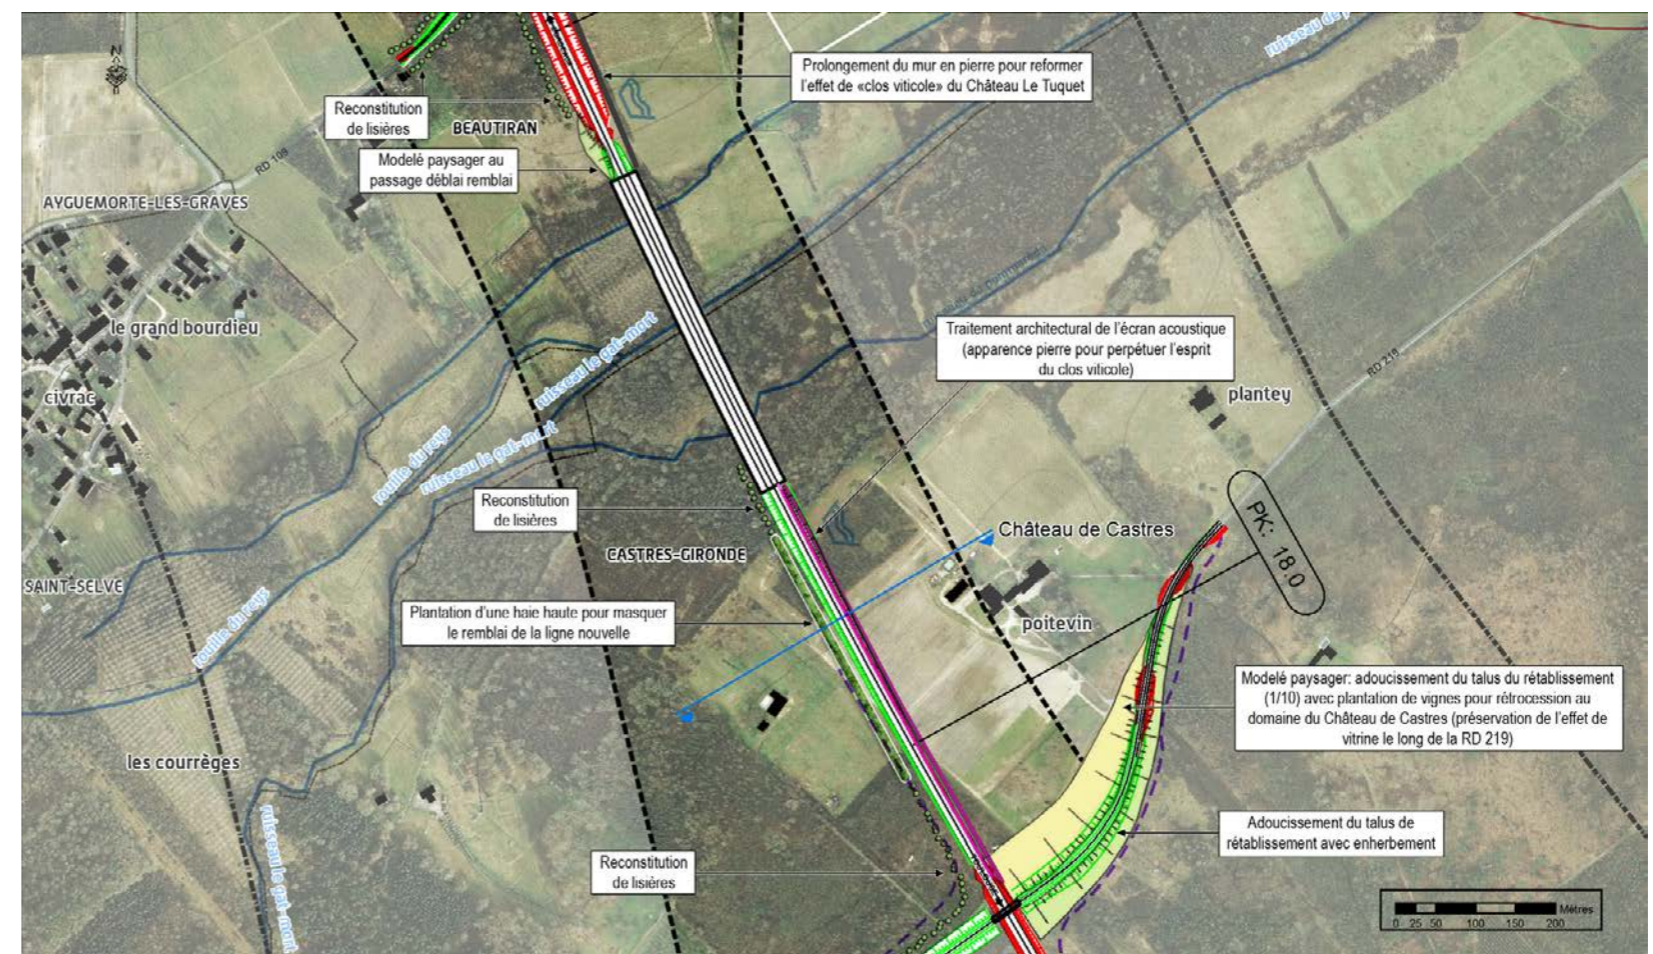 N
ruisseau de
Prolongement du mur en pierre pour reformer
l'effet de «clos viticole» du Château Le Tuquet
Reconstitution
de lisières
BEAUTIRAN
Modelé paysager au
passage déblai remblai
RD 109
AYGUEMORTE-LES-GRAVES
le grand bourdieu
civrac
ruisseau le gat-mort
rouille du reys
ruisseau le gat-mort
Traitement architectural de l'écran acoustique
(apparence pierre pour perpétuer l'esprit
du clos viticole)
RD 219
plantey
Reconstitution
de lisières
CASTRES-GIRONDE
Château de Castres
PK: 18.0
SAINT-SELVE
rouille du reys
Plantation d'une haie haute pour masquer
le remblai de la ligne nouvelle
poitevin
Modelé paysager: adoucissement du talus du rétablissement
(1/10) avec plantation de vignes pour rétrocession au
domaine du Château de Castres (préservation de l'effet de
vitrine le long de la RD 219)
les courrèges
ruisseau le gat-mort
Adoucissement du talus de
rétablissement avec enherbement
Reconstitution
de lisières
Mètres
0 25 50 100 150 200